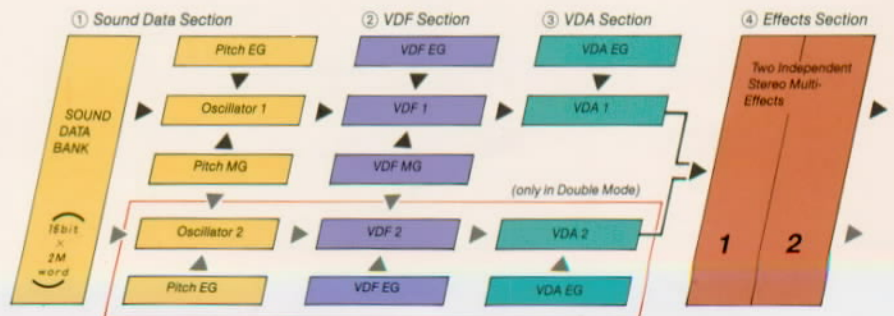 ① Sound Data Section
② VDF Section
③ VDA Section
④ Effects Section
Pitch EG
VDF EG
VDA EG
Two Independent
Stereo Multi-
Effects
SOUND
DATA
BANK
Oscillator 1
VDF 1
VDA 1
Pitch MG
VDF MG
(only in Double Mode)
16bit
×
2M
word
Oscillator 2
VDF 2
VDA 2
1
2
Pitch EG
VDF EG
VDA EG